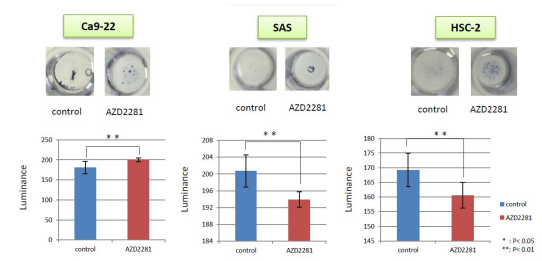 Ca9-22
SAS
HSC-2
control AZD2281
control AZD2281
control AZD2281
* *
250
200
150
100
50
0
Luminance
control AZD2281
* *
208
204
200
196
192
188
184
Luminance
control AZD2281
* *
180
175
170
165
160
155
150
145
Luminance
control AZD2281
control
AZD2281
* : P< 0.05
**: P< 0.01